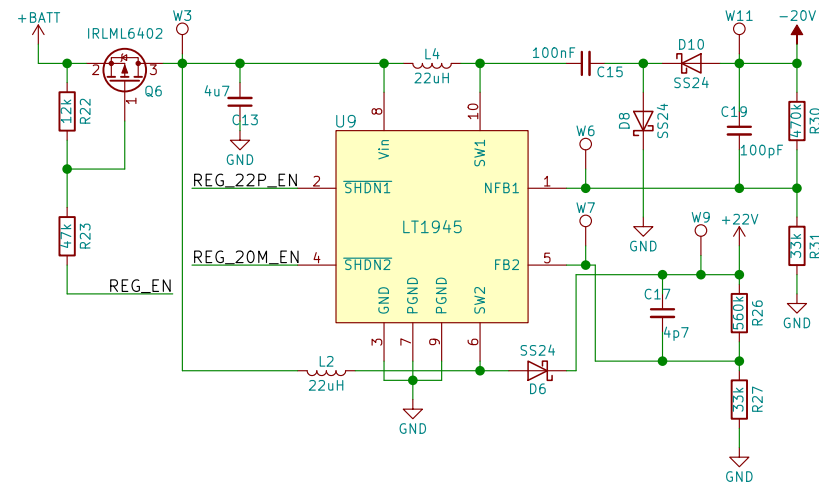 +BATT
IRLML6402
W3
W11
-20V
2
3
Q6
1
12k
R22
4u7
C13
GND
L4
22uH
100nF
C15
D10
SS24
D8
SS24
C19
100pF
470k
R30
U9
8
10
Vin
SW1
W6
REG_22P_EN
2
SHDN1
NFB1
1
W7
W9
+22V
LT1945
GND
33k
R31
GND
47k
R23
REG_20M_EN
4
SHDN2
FB2
5
REG_EN
GND
PGND
PGND
SW2
3
7
9
6
C17
4p7
560k
R26
L2
22uH
SS24
D6
33k
R27
GND
GND